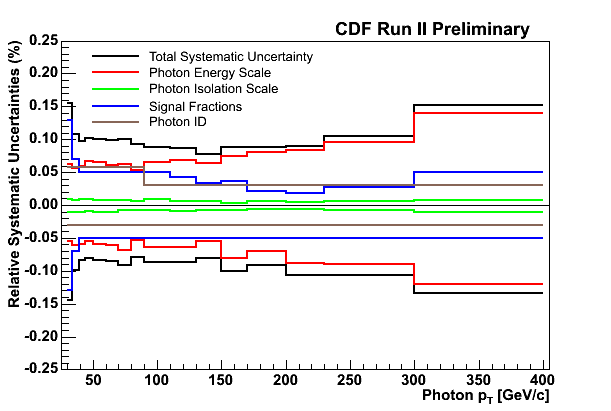 CDF Run II Preliminary
Relative Systematic Uncertainties (%)
0.25
0.20
0.15
0.10
0.05
0.00
-0.05
-0.10
-0.15
-0.20
-0.25
Total Systematic Uncertainty
Photon Energy Scale
Photon Isolation Scale
Signal Fractions
Photon ID
50 100 150 200 250 300 350 400
Photon pT [GeV/c]